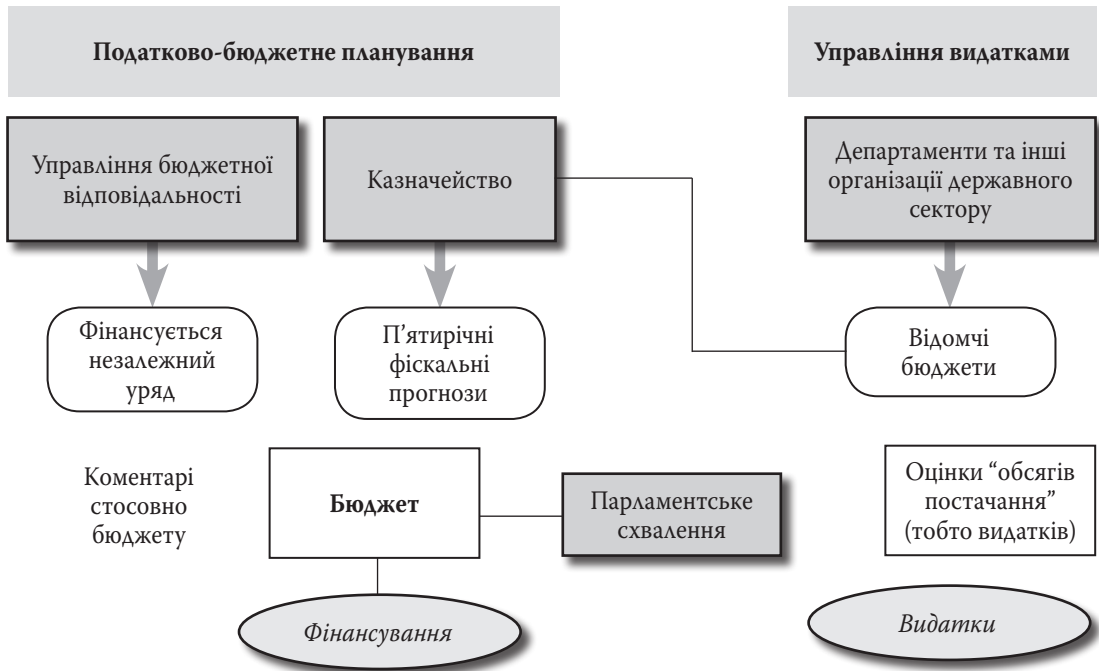 Податково-бюджетне планування
Управління видатками
Управління бюджетної
відповідальності
Казначейство
Департаменти та інші
організації державного
сектору
Фінансується
незалежний
уряд
П’ятирічні
фіскальні
прогнози
Відомчі
бюджети
Коментарі
стосовно
бюджету
Бюджет
Парламентське
схвалення
Оцінки “обсягів
постачання”
(тобто видатків)
Фінансування
Видатки